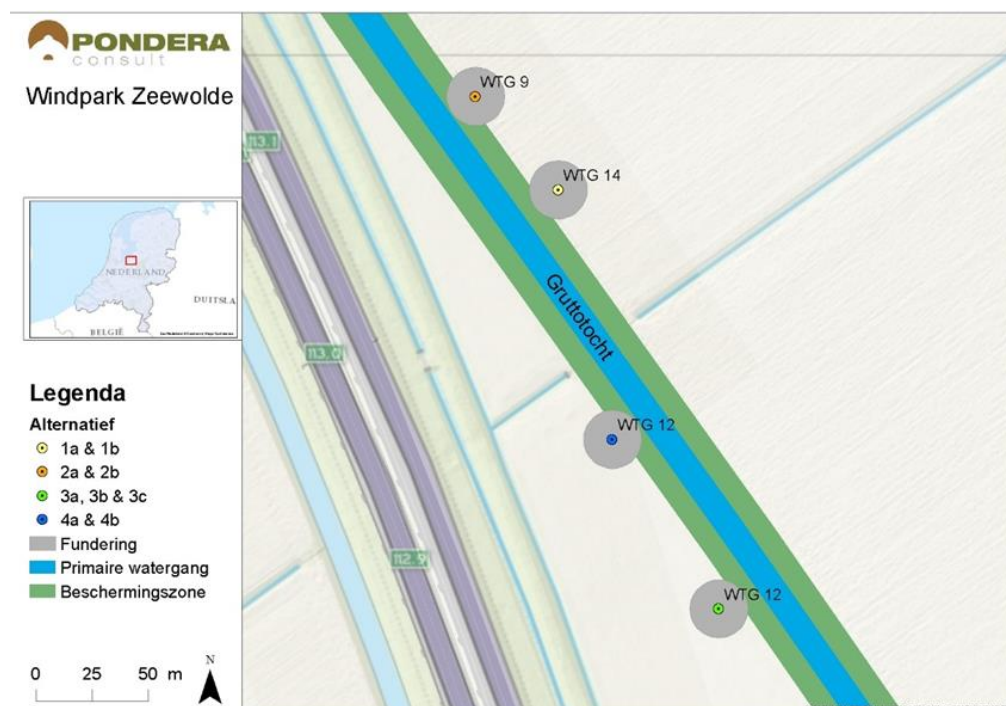 PONDERA
consult
Windpark Zeewolde
NEDERLAND
DUITSLA
BELGIË
Legenda
Alternatief
1a & 1b
2a & 2b
3a, 3b & 3c
4a & 4b
Fundering
Primaire watergang
Beschermingszone
0 25 50 m
N
WTG 9
113.1
WTG 14
Gruttotocht
113.0
WTG 12
112.9
WTG 12